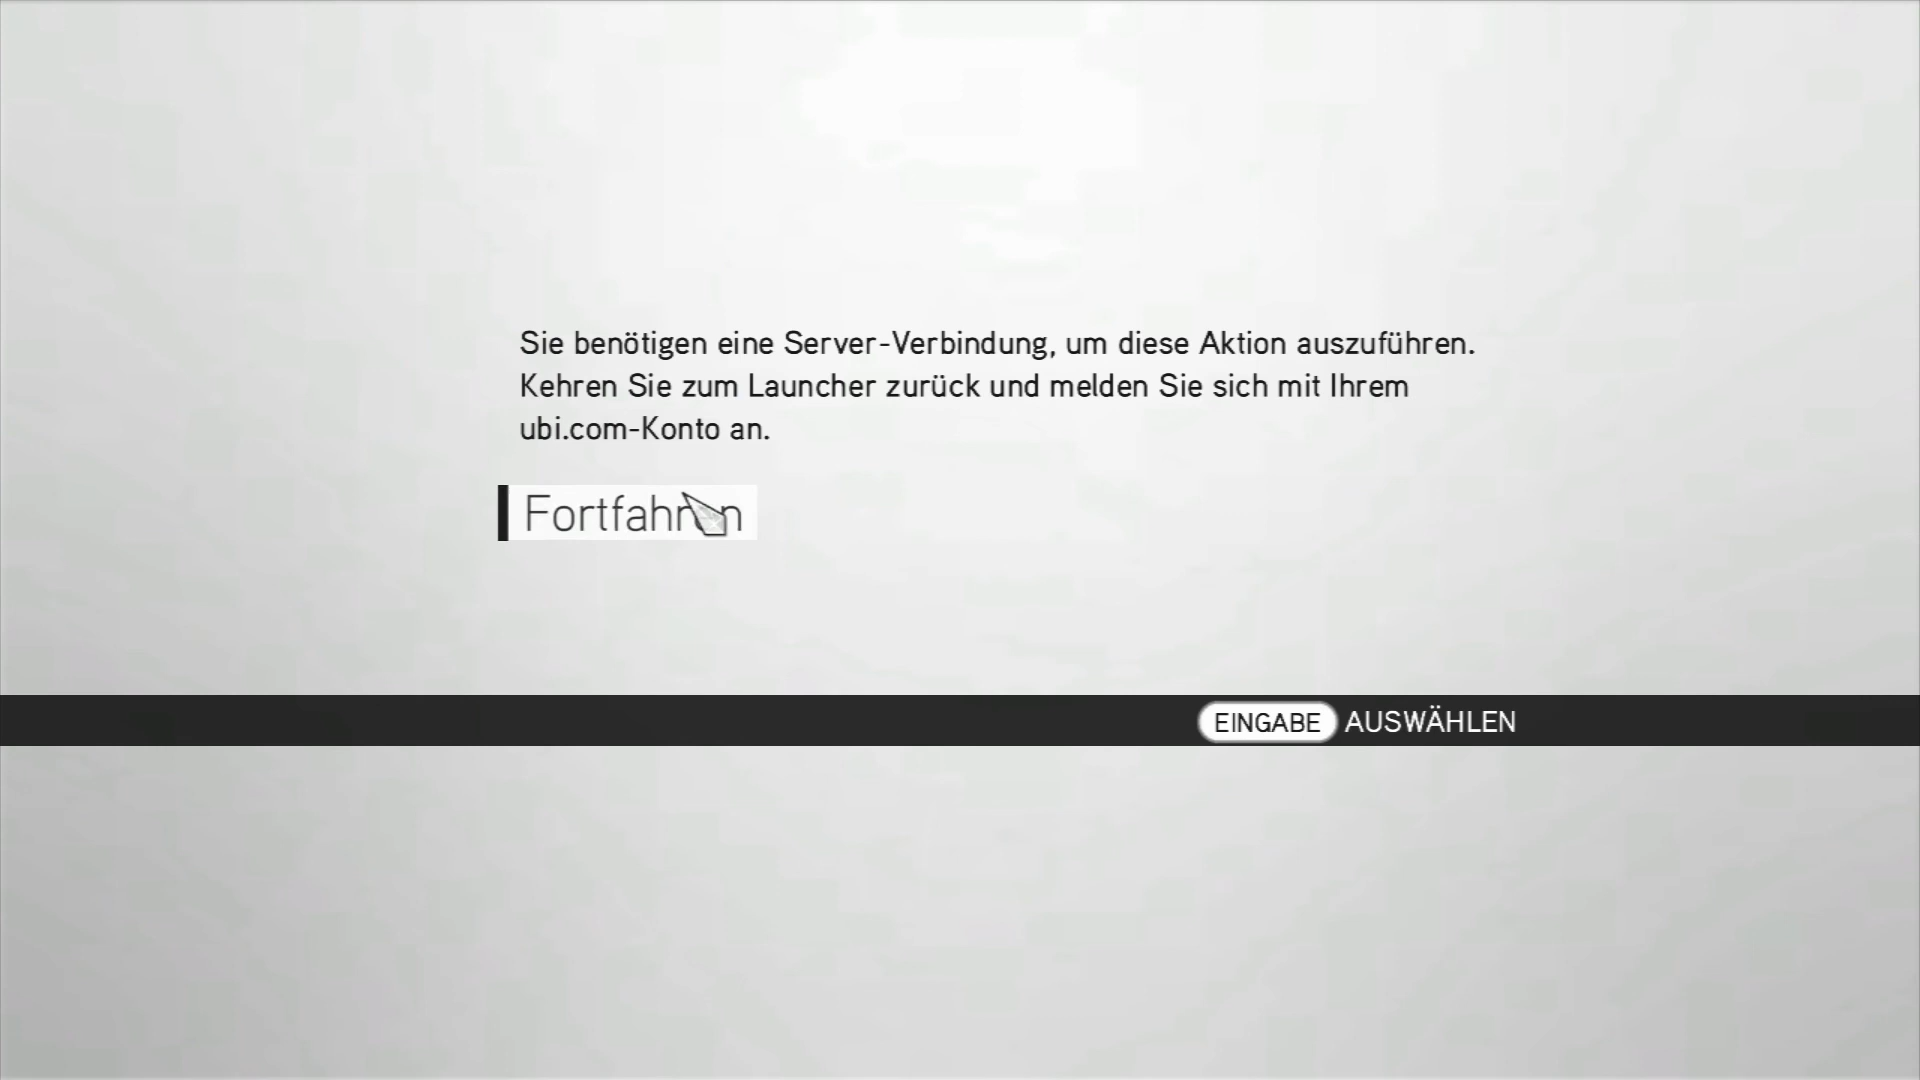 Sie benötigen eine Server-Verbindung, um diese Aktion auszuführen.
Kehren Sie zum Launcher zurück und melden Sie sich mit Ihrem
ubi.com-Konto an.
Fortfahren
EINGABE AUSWÄHLEN